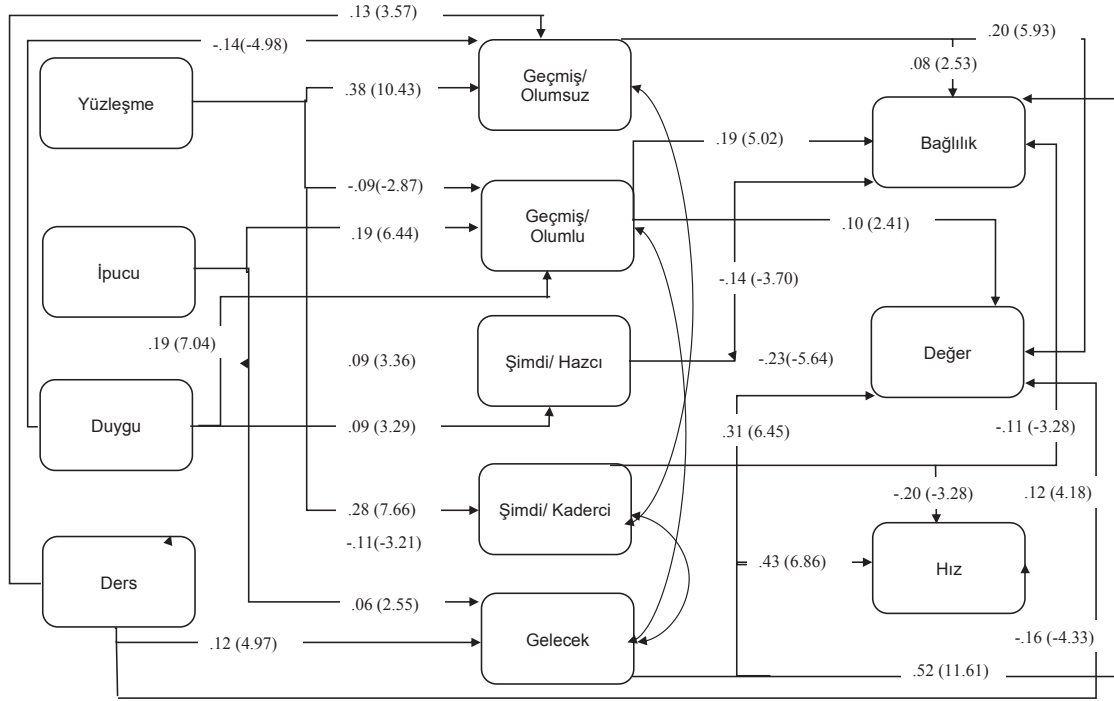 .13 (3.57)
-.14(-4.98)
Yüzleşme
.38 (10.43)
Geçmiş/
Olumsuz
.20 (5.93)
.08 (2.53)
Bağlılık
.19 (5.02)
-.09(-2.87)
.19 (6.44)
Geçmiş/
Olumlu
.10 (2.41)
İpucu
-.14 (-3.70)
.19 (7.04)
.09 (3.36)
Şimdi/ Hazcı
-.23(-5.64)
Değer
Duygu
.09 (3.29)
.31 (6.45)
-.11 (-3.28)
.28 (7.66)
-.11(-3.21)
Şimdi/ Kaderci
-.20 (-3.28)
.12 (4.18)
Ders
.43 (6.86)
Hız
.06 (2.55)
.12 (4.97)
Gelecek
-.16 (-4.33)
.52 (11.61)